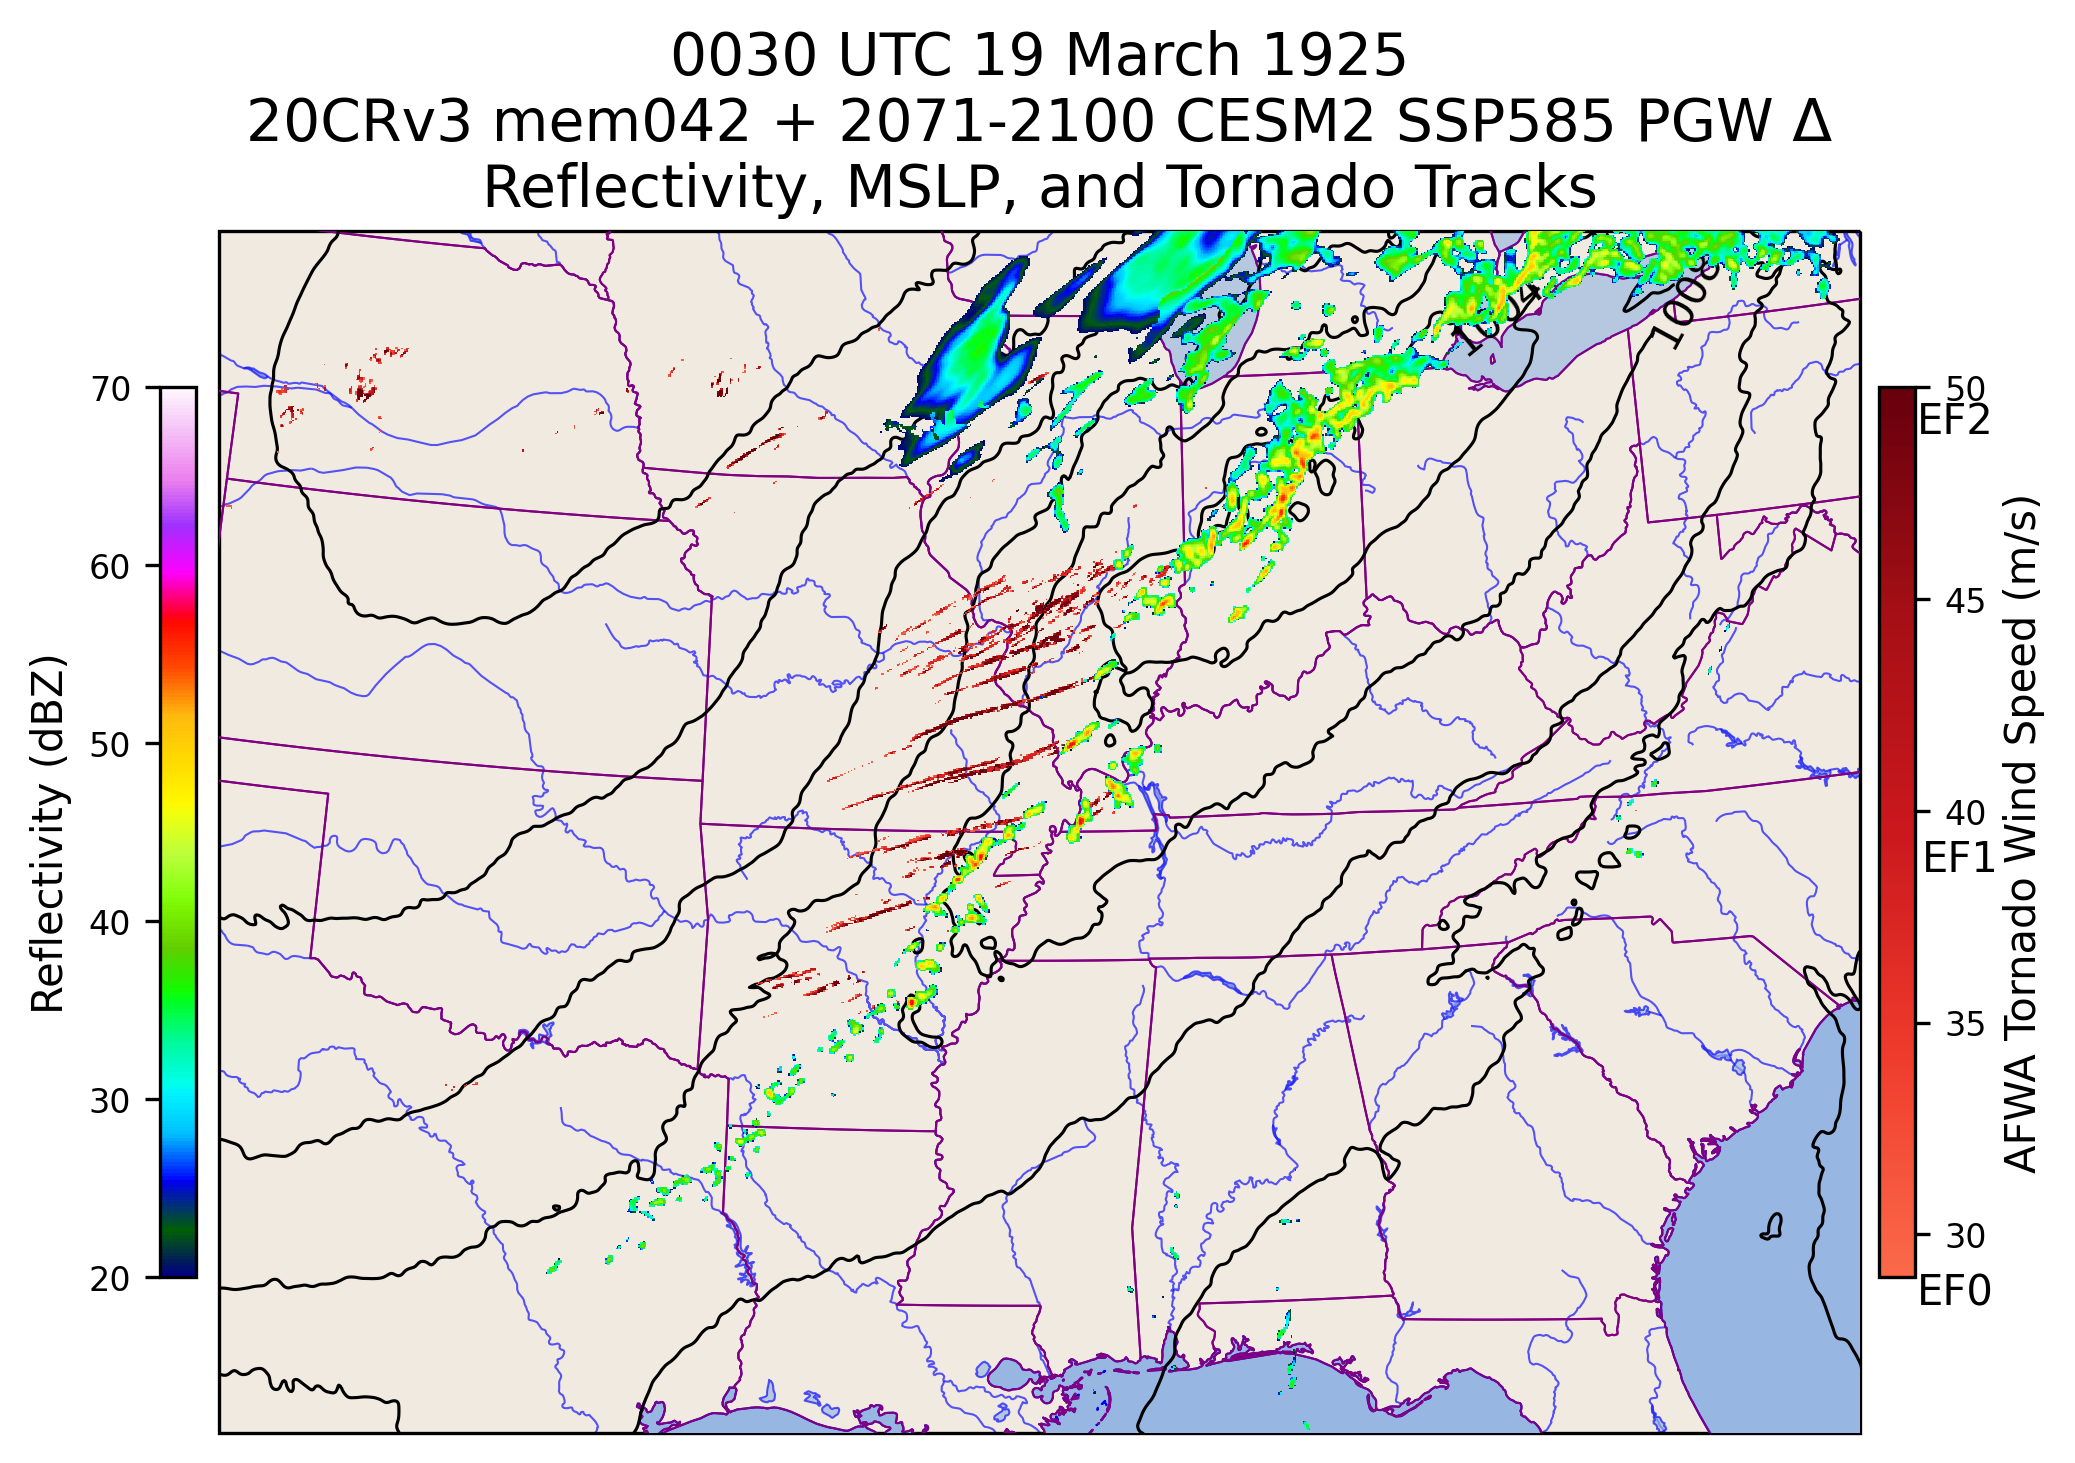 0030 UTC 19 March 1925
20CRv3 mem042 + 2071-2100 CESM2 SSP585 PGW Δ
Reflectivity, MSLP, and Tornado Tracks
1004
Reflectivity (dBZ)
70
60
50
40
30
20
50
EF2
45
40
EF1
35
30
EF0
AFWA Tornado Wind Speed (m/s)